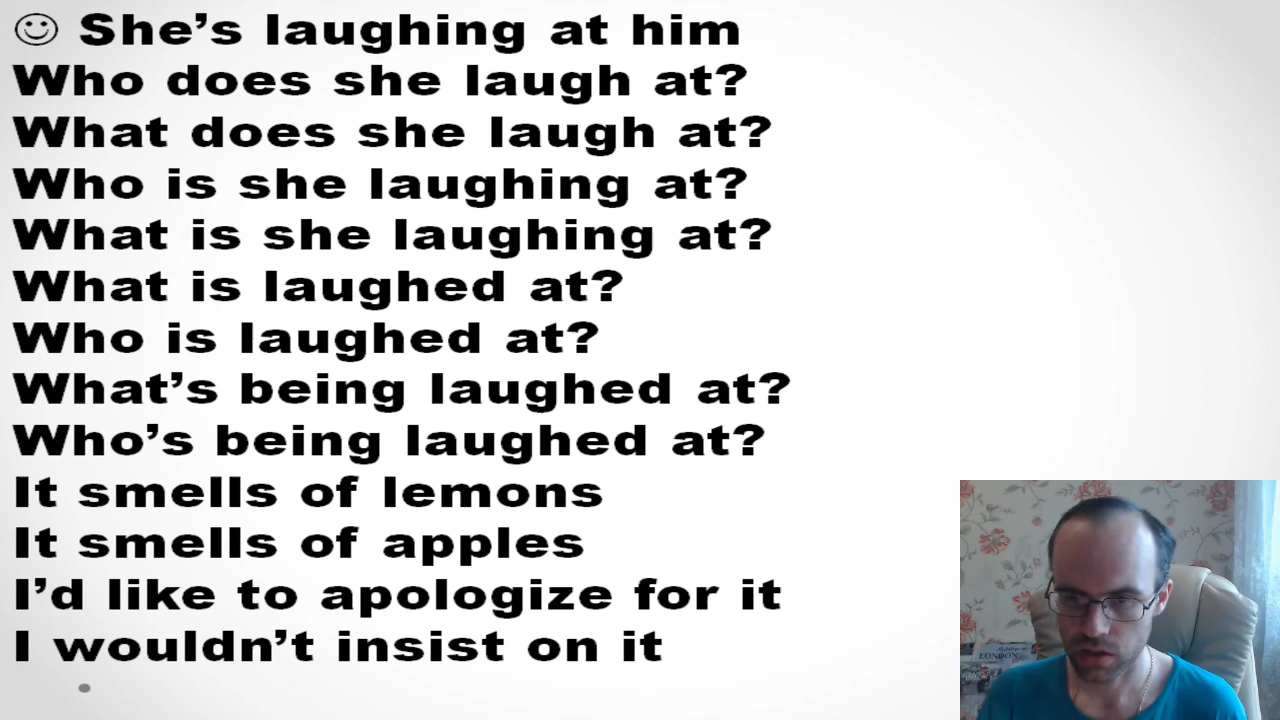 ☺ She’s laughing at him
Who does she laugh at?
What does she laugh at?
Who is she laughing at?
What is she laughing at?
What is laughed at?
Who is laughed at?
What’s being laughed at?
Who’s being laughed at?
It smells of lemons
It smells of apples
I’d like to apologize for it
I wouldn’t insist on it
LONDON